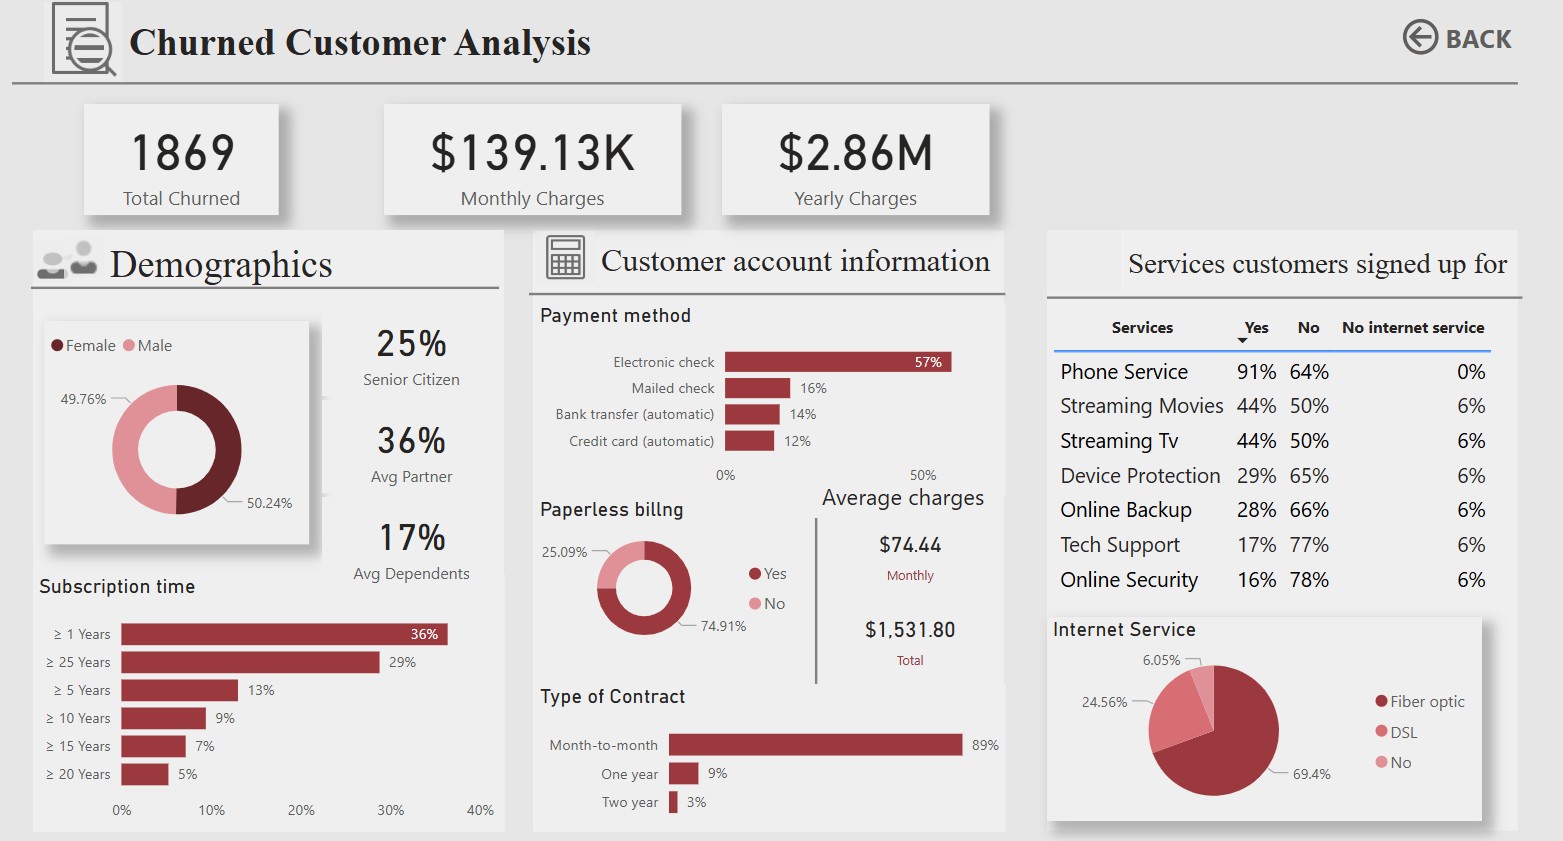 Churned Customer Analysis
BACK
1869
Total Churned
$139.13K
Monthly Charges
$2.86M
Yearly Charges
Demographics
Female Male
49.76%
50.24%
25%
Senior Citizen
36%
Avg Partner
17%
Avg Dependents
Subscription time
≥ 1 Years 36%
≥ 25 Years 29%
≥ 5 Years 13%
≥ 10 Years 9%
≥ 15 Years 7%
≥ 20 Years 5%
0% 10% 20% 30% 40%
Customer account information
Payment method
Electronic check 57%
Mailed check 16%
Bank transfer (automatic) 14%
Credit card (automatic) 12%
0% 50%
Paperless billng
25.09%
74.91%
Yes
No
Average charges
$74.44
Monthly
$1,531.80
Total
Type of Contract
Month-to-month 89%
One year 9%
Two year 3%
Services customers signed up for
Services Yes No No internet service
Phone Service 91% 64% 0%
Streaming Movies 44% 50% 6%
Streaming Tv 44% 50% 6%
Device Protection 29% 65% 6%
Online Backup 28% 66% 6%
Tech Support 17% 77% 6%
Online Security 16% 78% 6%
Internet Service
6.05%
24.56%
69.4%
Fiber optic
DSL
No